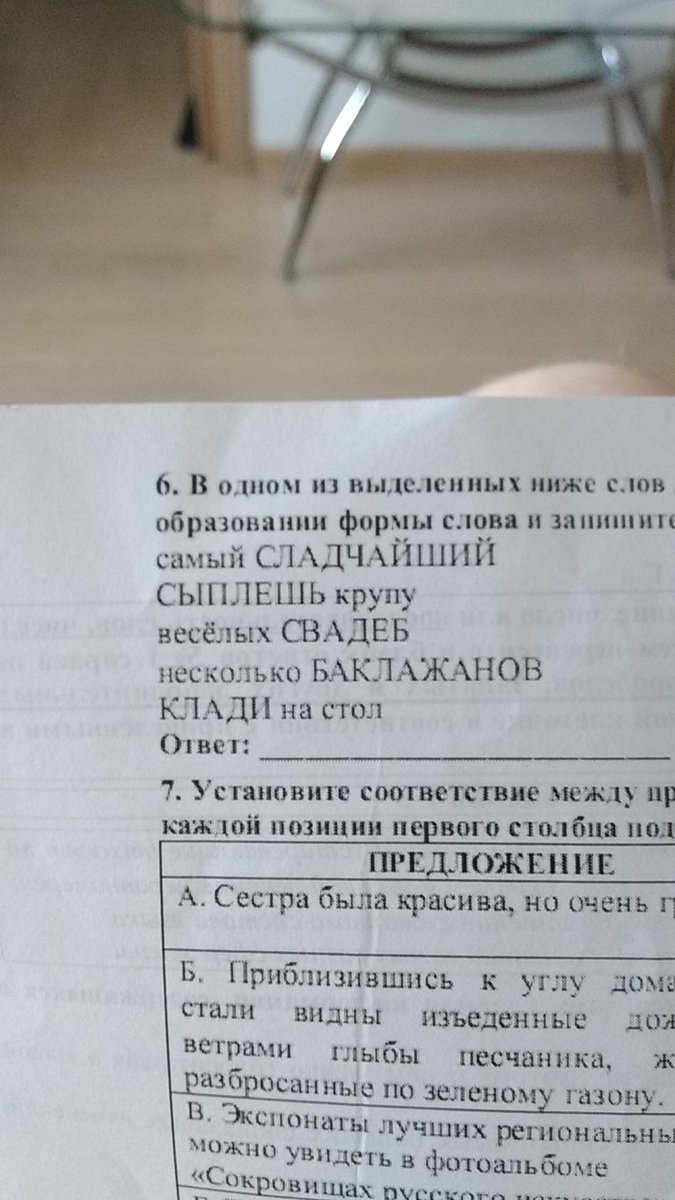 6. В одном из выделенных ниже слов
образовании формы слова и запишите
самый СЛАДЧАЙШИЙ
СЫПЛЕШЬ крупу
весёлых СВАДЕБ
несколько БАКЛАЖАНОВ
КЛАДИ на стол
Ответ:
7. Установите соответствие между пр
каждой позиции первого столбца под
ПРЕДЛОЖЕНИЕ
А. Сестра была красива, но очень г
Б. Приблизившись к углу дома
стали видны изъеденные дож
ветрами глыбы песчаника, ж
разбросанные по зеленому газону.
В. Экспонаты лучших региональны
можно увидеть в фотоальбоме
«Сокровищах русского искусства